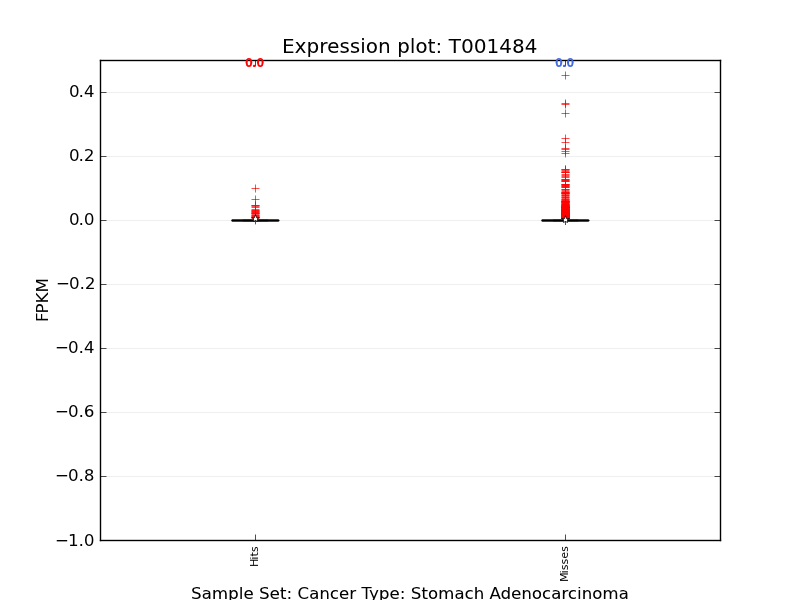 Expression plot: T001484
0.0 0.0
0.4
0.2
0.0
−0.2
−0.4
−0.6
−0.8
−1.0
FPKM
Hits Misses
Sample Set: Cancer Type: Stomach Adenocarcinoma